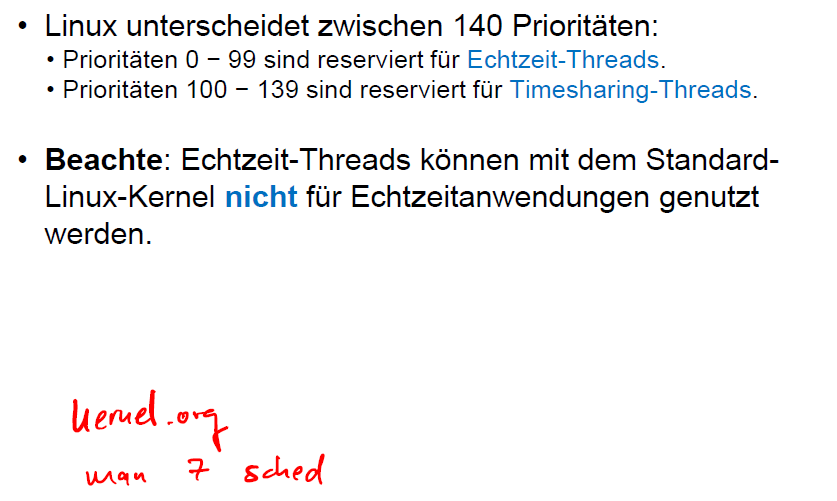 • Linux unterscheidet zwischen 140 Prioritäten:
• Prioritäten 0 − 99 sind reserviert für Echtzeit-Threads.
• Prioritäten 100 − 139 sind reserviert für Timesharing-Threads.
• Beachte: Echtzeit-Threads können mit dem Standard-
Linux-Kernel nicht für Echtzeitanwendungen genutzt
werden.
kernel.org
man 7 sched